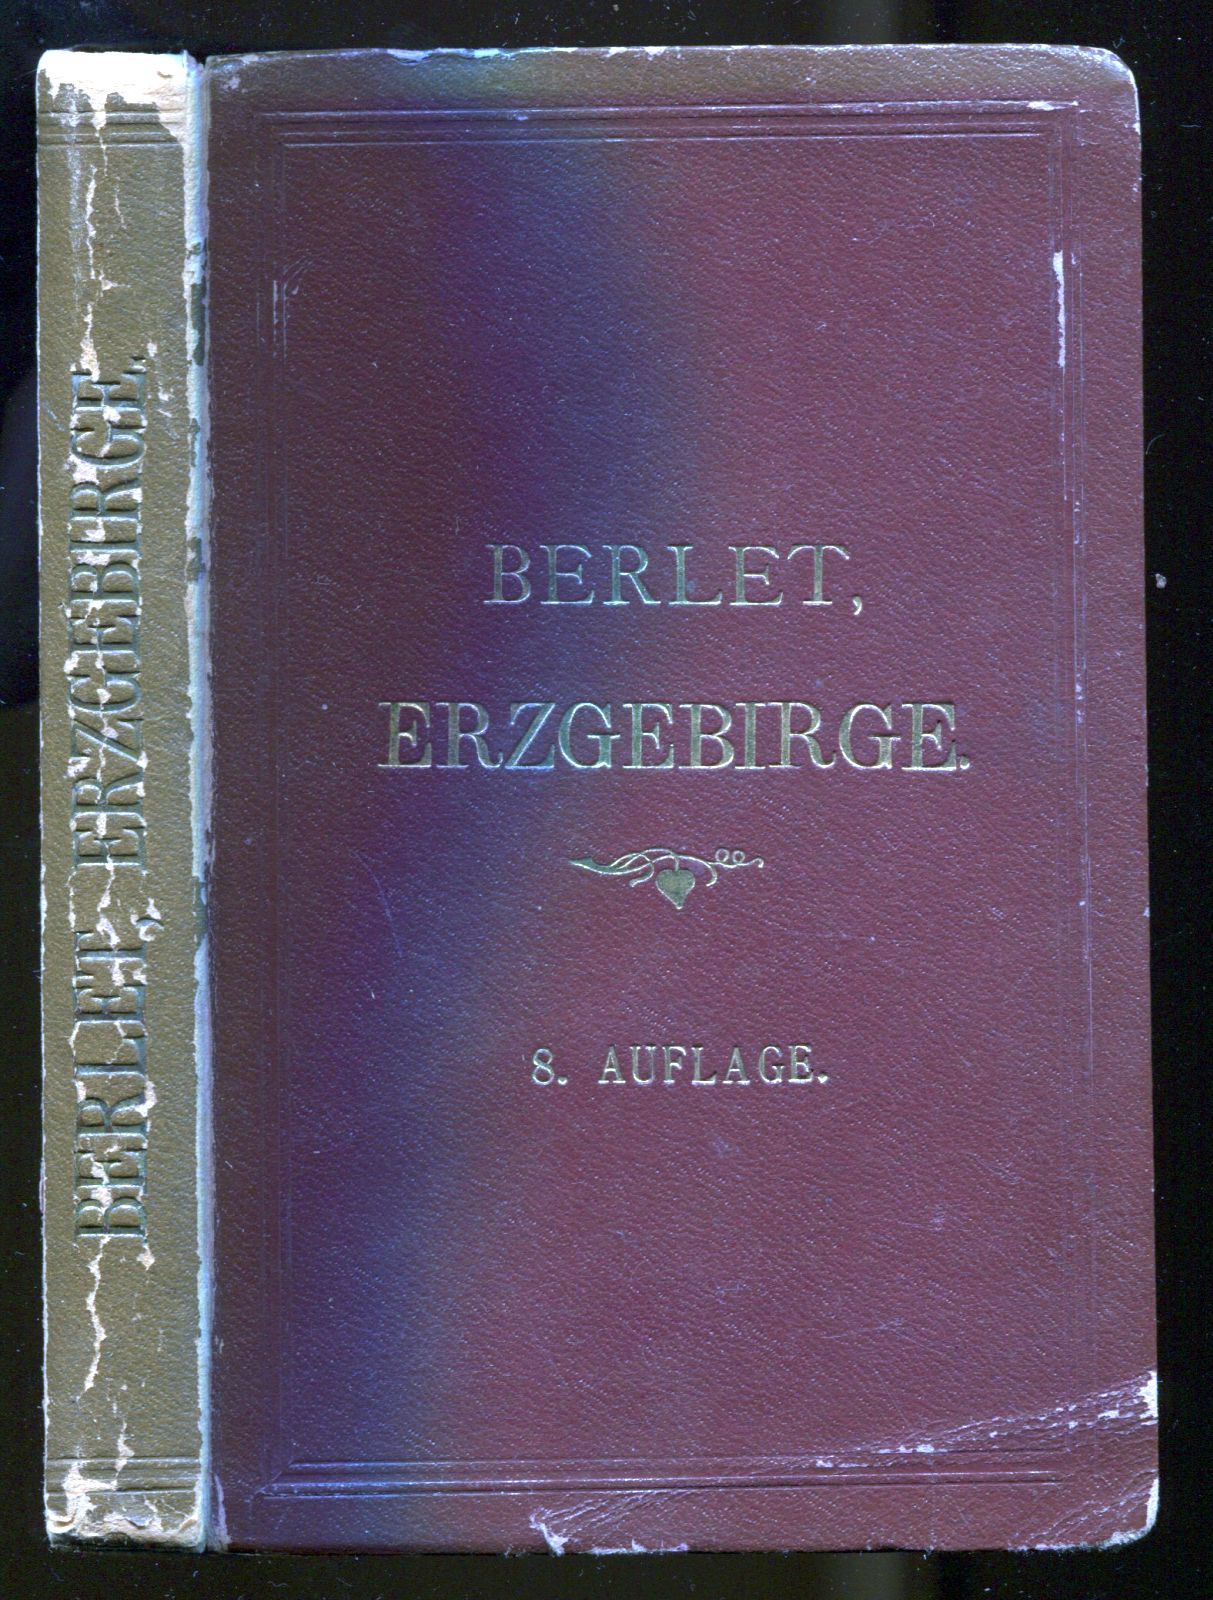 BERLET, ERZGEBIRGE.
BERLET,
ERZGEBIRGE.
8. AUFLAGE.